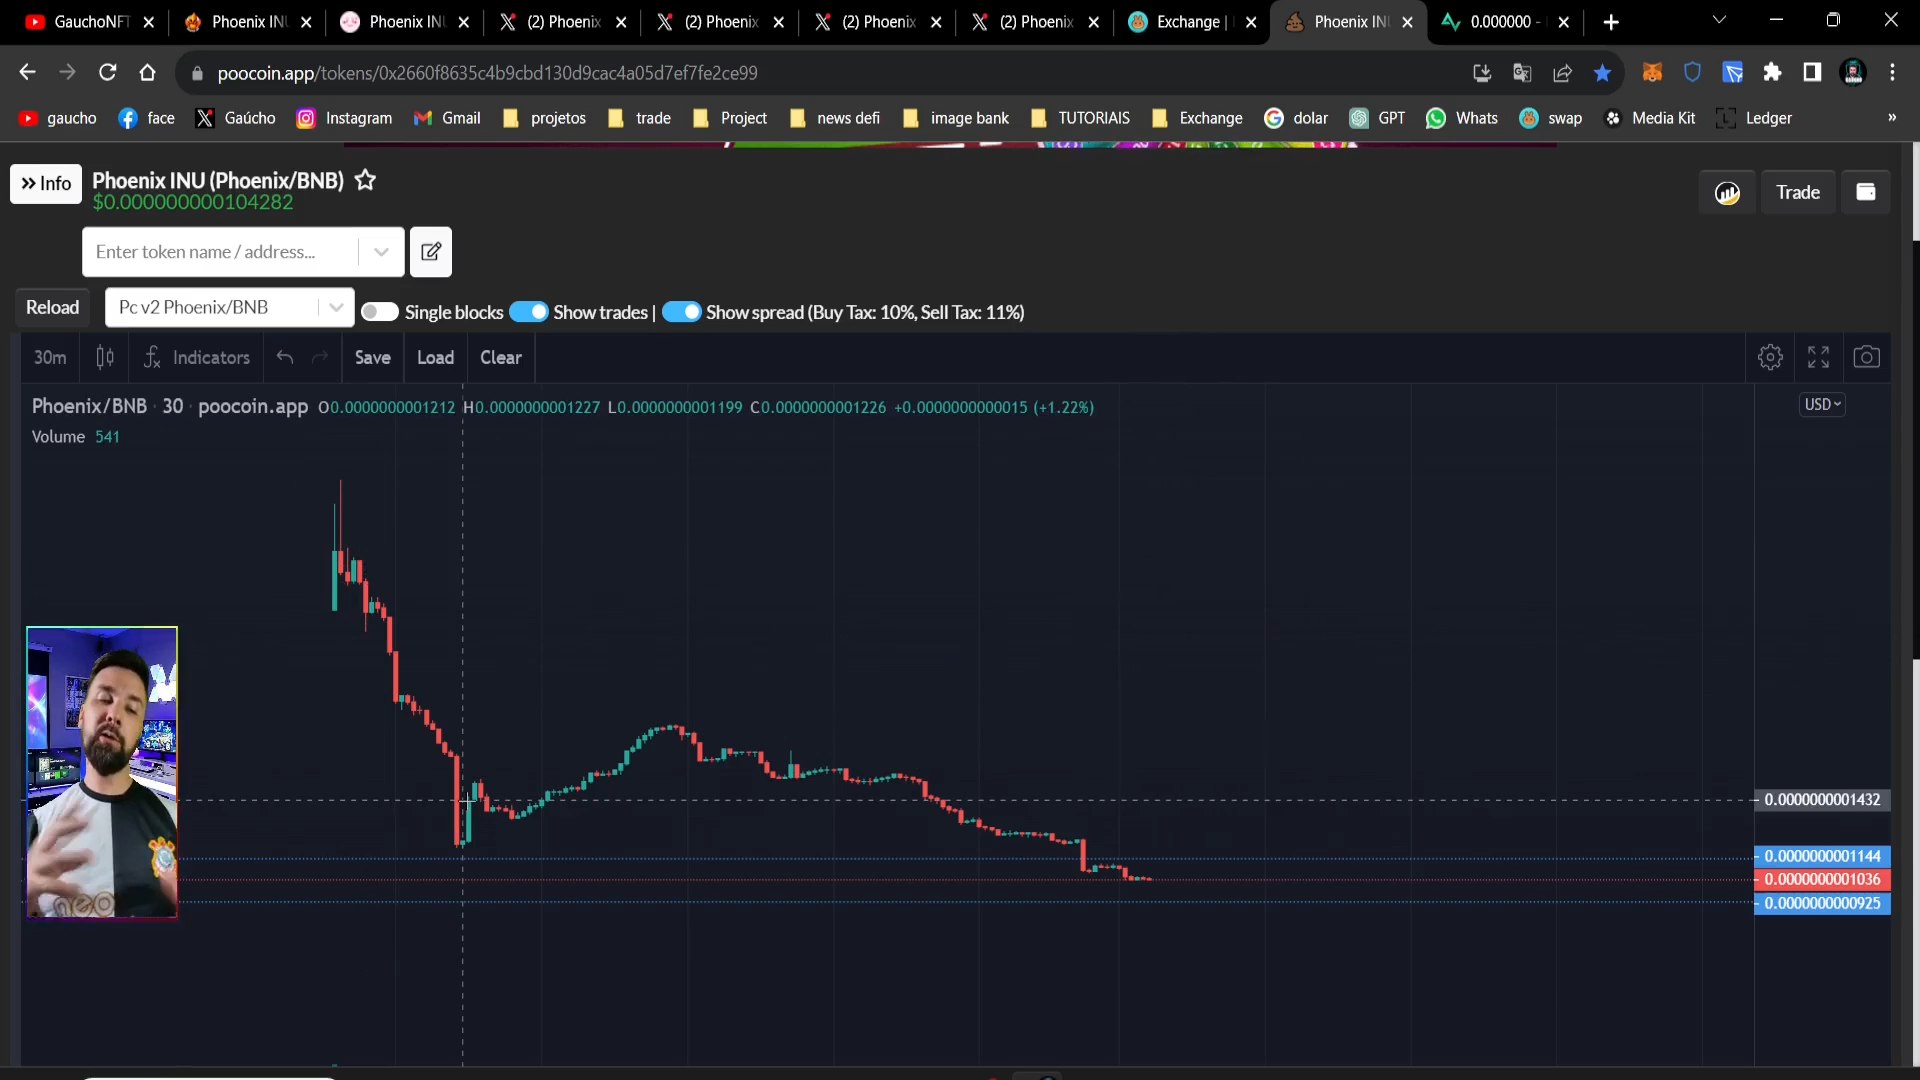 GaúchoNFT
Phoenix INU
Phoenix INU
(2) Phoenix
(2) Phoenix
(2) Phoenix
(2) Phoenix
Exchange |
Phoenix INU
0.000000 -
poocoin.app/tokens/0x2660f8635c4b9cbd130d9cac4a05d7ef7fe2ce99
gaucho
face
Gaúcho
Instagram
Gmail
projetos
trade
Project
news defi
image bank
TUTORIAIS
Exchange
dolar
GPT
Whats
swap
Media Kit
Ledger
»
» Info
Phoenix INU (Phoenix/BNB)
$0.000000000104282
Trade
Enter token name / address...
Reload
Pc v2 Phoenix/BNB
Single blocks
Show trades |
Show spread (Buy Tax: 10%, Sell Tax: 11%)
30m
Indicators
Save
Load
Clear
Phoenix/BNB · 30 · poocoin.app O0.0000000001212 H0.0000000001227 L0.0000000001199 C0.0000000001226 +0.0000000000015 (+1.22%)
USD
Volume 541
0.0000000001432
0.0000000001144
0.0000000001036
0.0000000000925